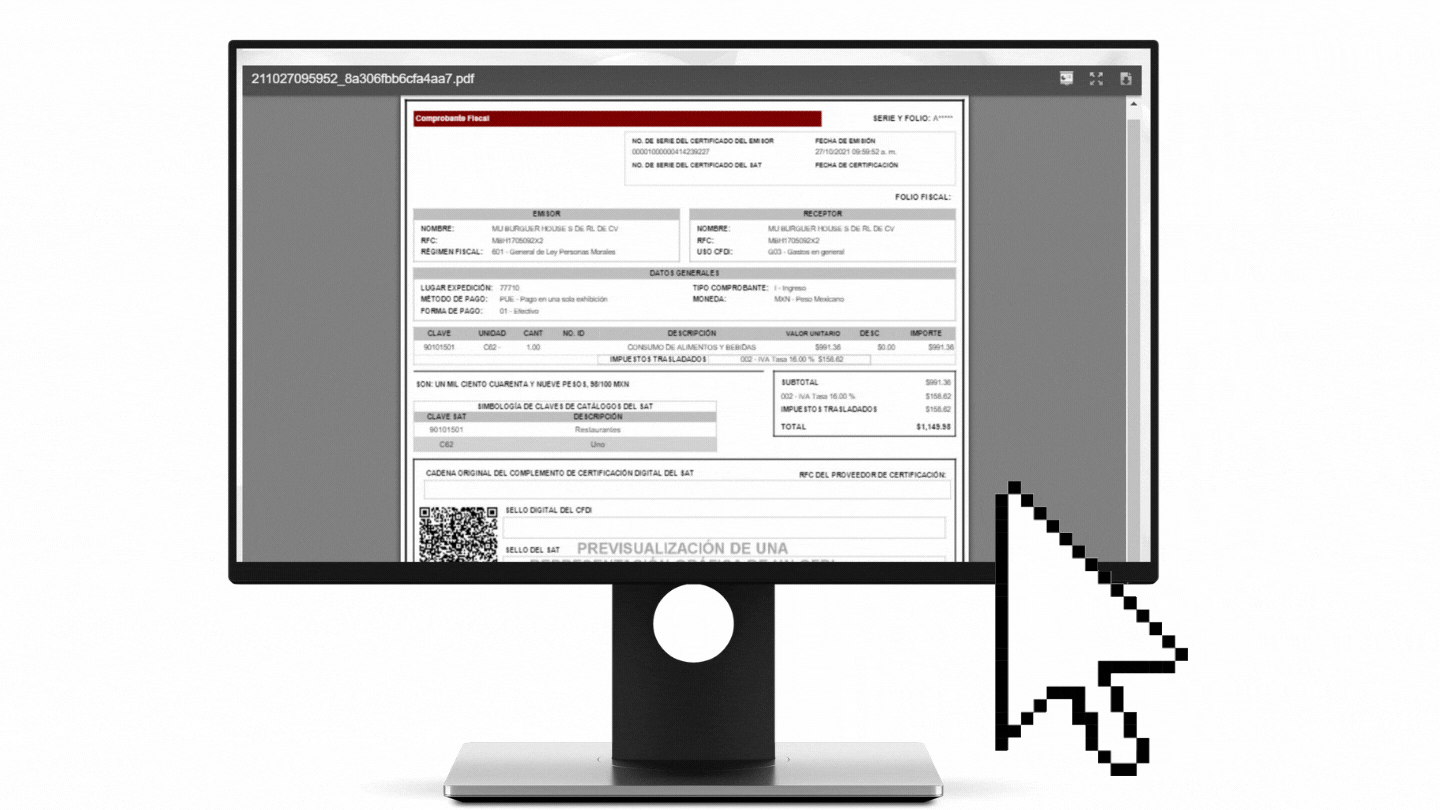 211027095952_8a306fbb6cfa4aa7.pdf
Comprobante Fiscal
SERIE Y FOLIO: A*****
NO. DE SERIE DEL CERTIFICADO DEL EMISOR
FECHA DE EMISIÓN
00001000000414239227
27/10/2021 09:59:52 a. m.
NO. DE SERIE DEL CERTIFICADO DEL SAT
FECHA DE CERTIFICACIÓN
FOLIO FISCAL:
EMISOR
RECEPTOR
NOMBRE: MU BURGUER HOUSE S DE RL DE CV
NOMBRE: MU BURGUER HOUSE S DE RL DE CV
RFC: MBH1705092X2
RFC: MBH1705092X2
RÉGIMEN FISCAL: 601 - General de Ley Personas Morales
USO CFDI: G03 - Gastos en general
DATOS GENERALES
LUGAR EXPEDICIÓN: 77710
TIPO COMPROBANTE: I - Ingreso
MÉTODO DE PAGO: PUE - Pago en una sola exhibición
MONEDA: MXN - Peso Mexicano
FORMA DE PAGO: 01 - Efectivo
CLAVE UNIDAD CANT NO. ID DESCRIPCIÓN VALOR UNITARIO DESC IMPORTE
90101501 C62 - 1.00 CONSUMO DE ALIMENTOS Y BEBIDAS $991.36 $0.00 $991.36
IMPUESTOS TRASLADADOS 002 - IVA Tasa 16.00 % $158.62
SON: UN MIL CIENTO CUARENTA Y NUEVE PESOS, 98/100 MXN
SUBTOTAL $991.36
002 - IVA Tasa 16.00 % $158.62
IMPUESTOS TRASLADADOS $158.62
TOTAL $1,149.98
SIMBOLOGÍA DE CLAVES DE CATÁLOGOS DEL SAT
CLAVE SAT DESCRIPCIÓN
90101501 Restaurantes
C62 Uno
CADENA ORIGINAL DEL COMPLEMENTO DE CERTIFICACIÓN DIGITAL DEL SAT
RFC DEL PROVEEDOR DE CERTIFICACIÓN:
SELLO DIGITAL DEL CFDI
SELLO DEL SAT
PREVISUALIZACIÓN DE UNA
REPRESENTACIÓN GRÁFICA DE UN CFDI